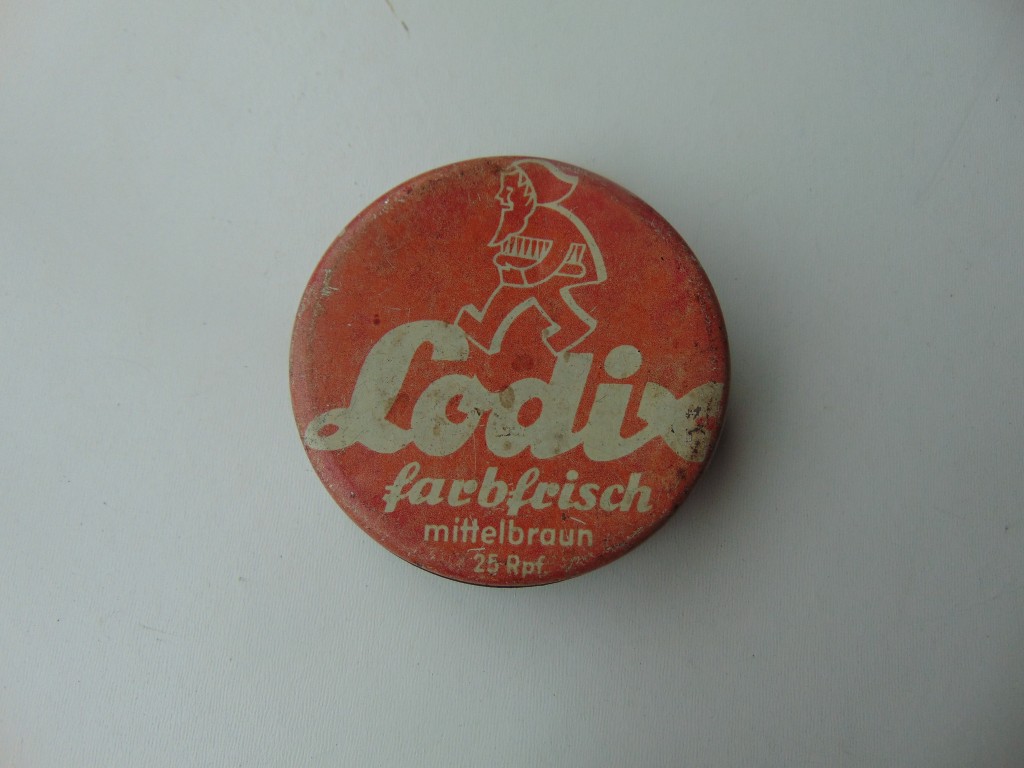 Lodix
farbfrisch
mittelbraun
25 Rpf.